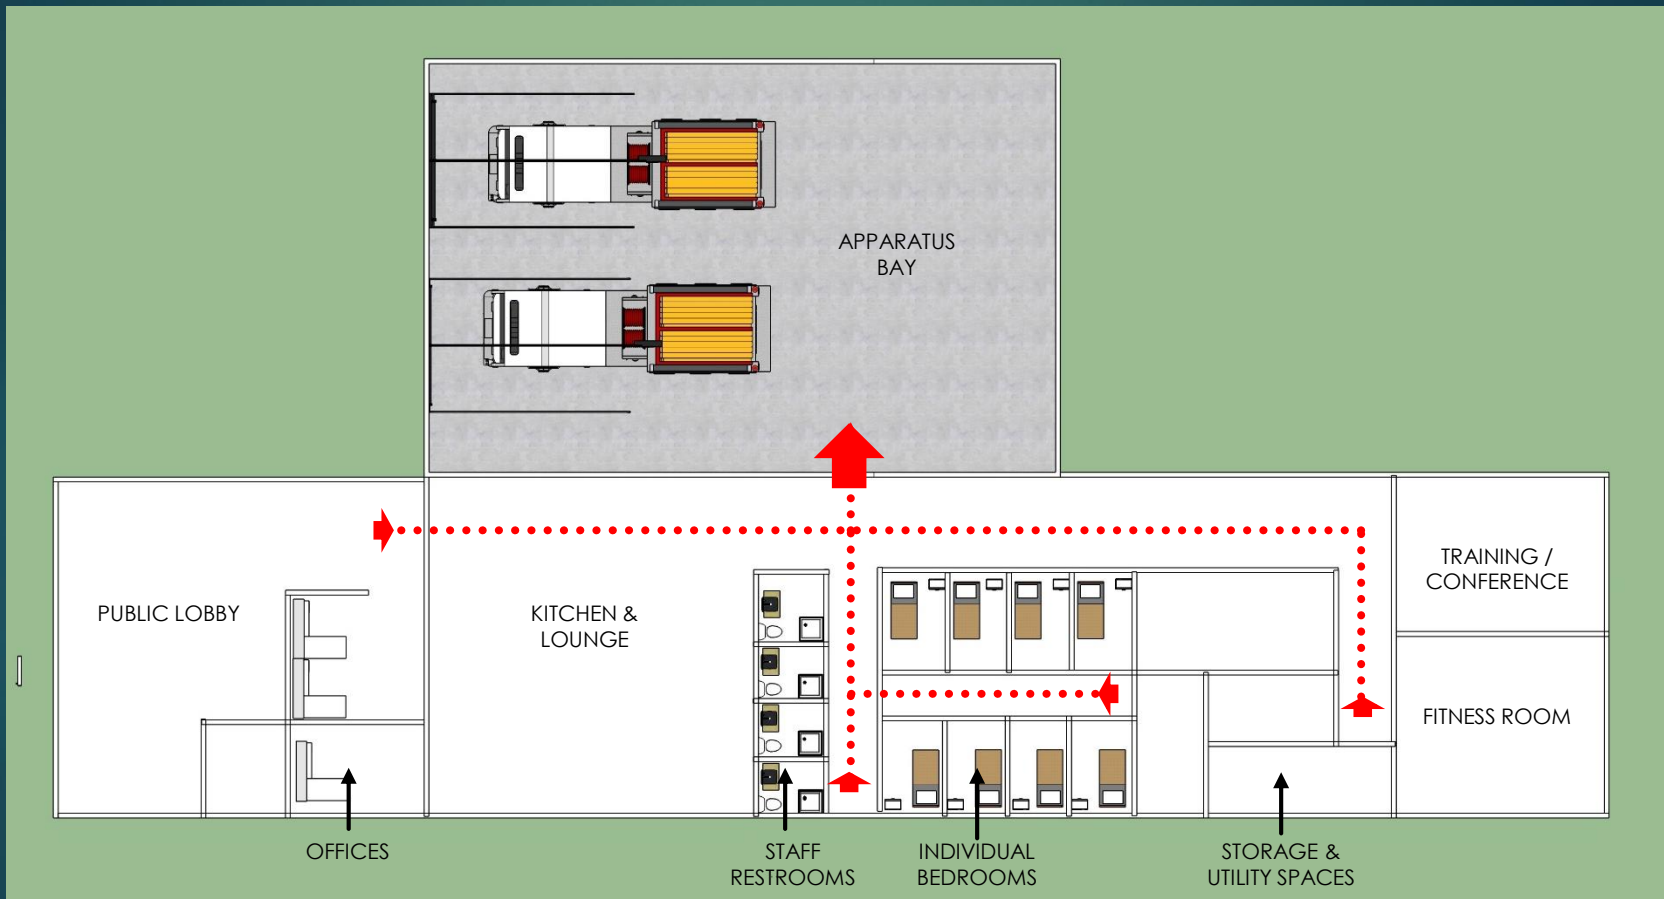 APPARATUS
BAY
PUBLIC LOBBY
KITCHEN &
LOUNGE
TRAINING /
CONFERENCE
FITNESS ROOM
OFFICES
STAFF
RESTROOMS
INDIVIDUAL
BEDROOMS
STORAGE &
UTILITY SPACES